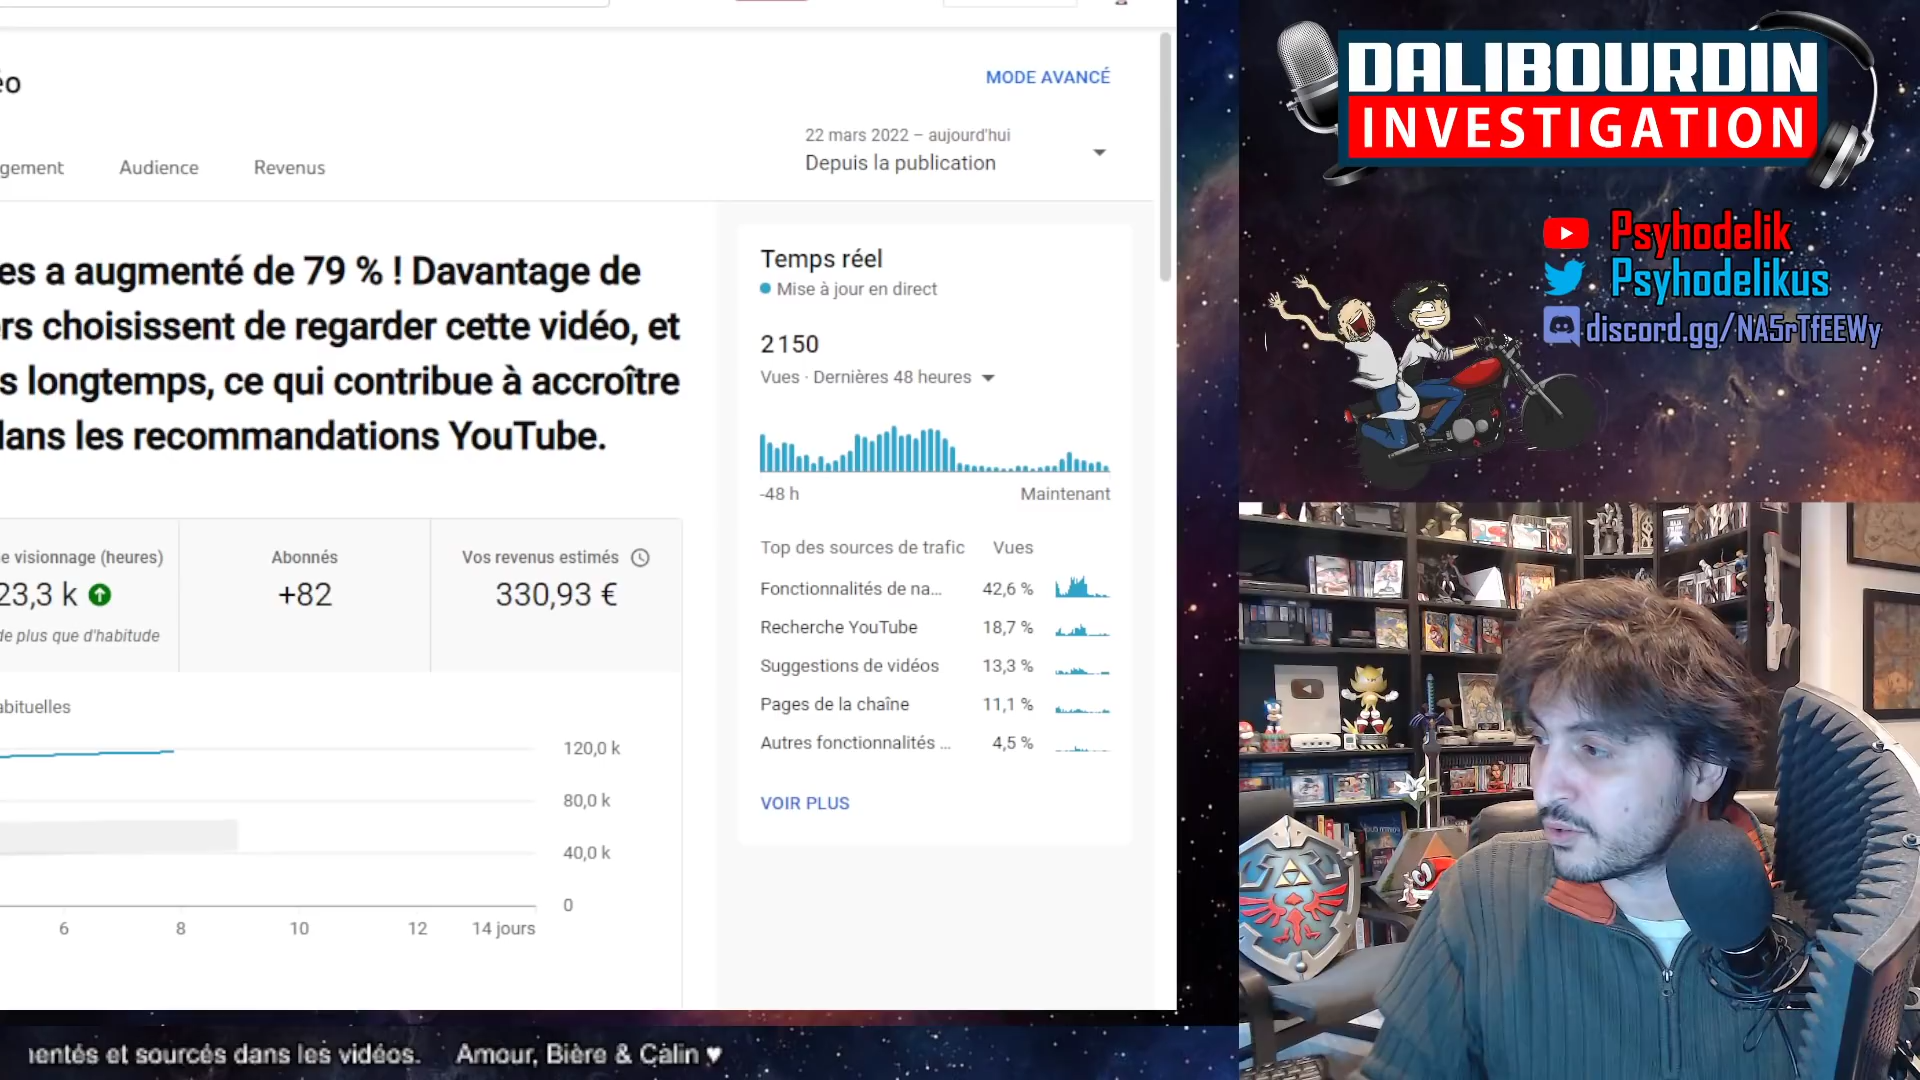 éo
MODE AVANCÉ
22 mars 2022 – aujourd'hui
Depuis la publication
gement
Audience
Revenus
es a augmenté de 79 % ! Davantage de
rs choisissent de regarder cette vidéo, et
s longtemps, ce qui contribue à accroître
dans les recommandations YouTube.
e visionnage (heures)
23,3 k
de plus que d'habitude
Abonnés
+82
Vos revenus estimés
330,93 €
abituelles
120,0 k
80,0 k
40,0 k
0
6
8
10
12
14 jours
Temps réel
Mise à jour en direct
2 150
Vues · Dernières 48 heures
-48 h
Maintenant
Top des sources de trafic Vues
Fonctionnalités de na... 42,6 %
Recherche YouTube 18,7 %
Suggestions de vidéos 13,3 %
Pages de la chaîne 11,1 %
Autres fonctionnalités ... 4,5 %
VOIR PLUS
DALIBOURDIN
INVESTIGATION
Psyhodelik
Psyhodelikus
discord.gg/NA5rTfEEWy
entés et sourcés dans les vidéos. Amour, Bière & Câlin ♥